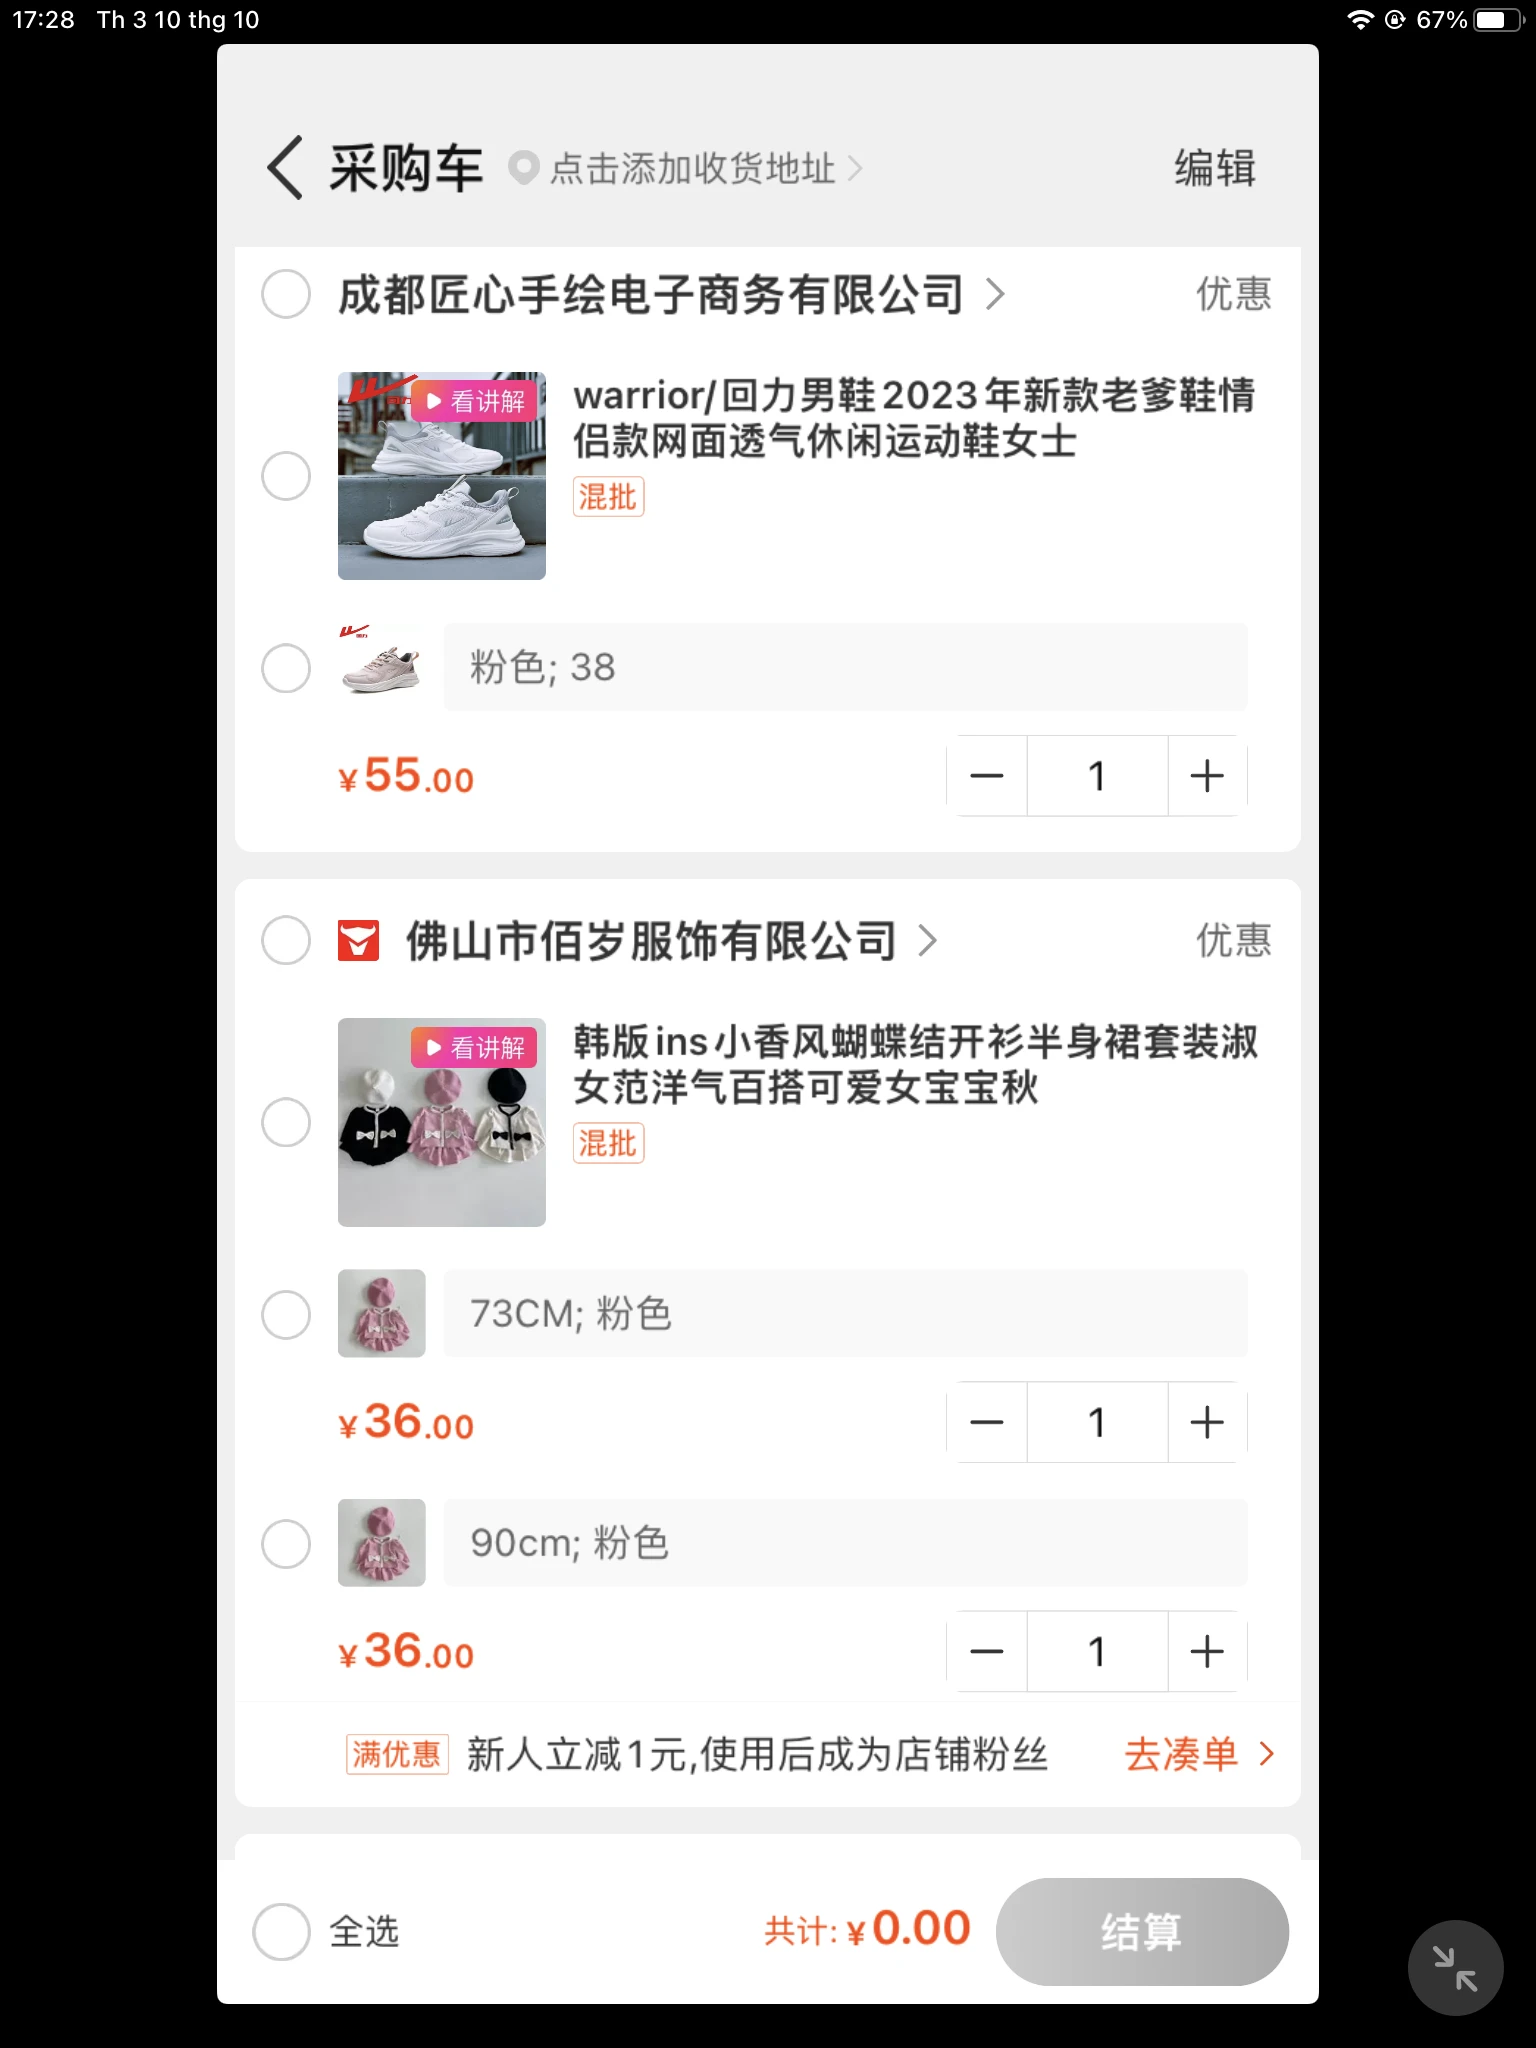 17:28 Th 3 10 thg 10
67%
采购车 点击添加收货地址
编辑
成都匠心手绘电子商务有限公司
优惠
看讲解
warrior/回力男鞋2023年新款老爹鞋情
侣款网面透气休闲运动鞋女士
混批
粉色; 38
¥55.00
1
佛山市佰岁服饰有限公司
优惠
看讲解
韩版ins小香风蝴蝶结开衫半身裙套装淑
女范洋气百搭可爱女宝宝秋
混批
73CM; 粉色
¥36.00
1
90cm; 粉色
¥36.00
1
满优惠 新人立减1元,使用后成为店铺粉丝 去凑单
全选
共计: ¥0.00
结算